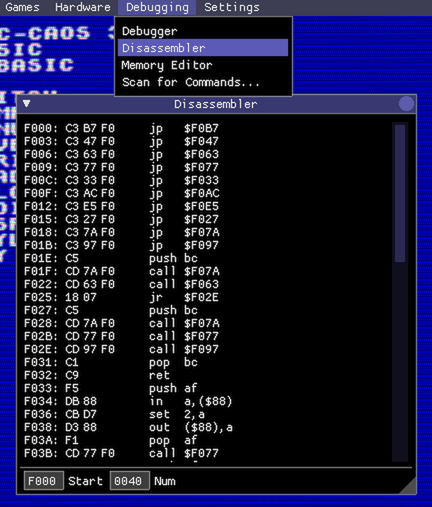 Games Hardware Debugging Settings
Debugger
Disassembler
Memory Editor
Scan for Commands...
C-CAOS
SIC
BASIC
Disassembler
F000: C3 B7 F0 jp $F0B7
F003: C3 47 F0 jp $F047
F006: C3 63 F0 jp $F063
F009: C3 77 F0 jp $F077
F00C: C3 33 F0 jp $F033
F00F: C3 AC F0 jp $F0AC
F012: C3 E5 F0 jp $F0E5
F015: C3 27 F0 jp $F027
F018: C3 7A F0 jp $F07A
F01B: C3 97 F0 jp $F097
F01E: C5 push bc
F01F: CD 7A F0 call $F07A
F022: CD 63 F0 call $F063
F025: 18 07 jr $F02E
F027: C5 push bc
F028: CD 7A F0 call $F07A
F02B: CD 77 F0 call $F077
F02E: CD 97 F0 call $F097
F031: C1 pop bc
F032: C9 ret
F033: F5 push af
F034: DB 88 in a,($88)
F036: CB D7 set 2,a
F038: D3 88 out ($88),a
F03A: F1 pop af
F03B: CD 77 F0 call $F077
F000 Start 0040 Num